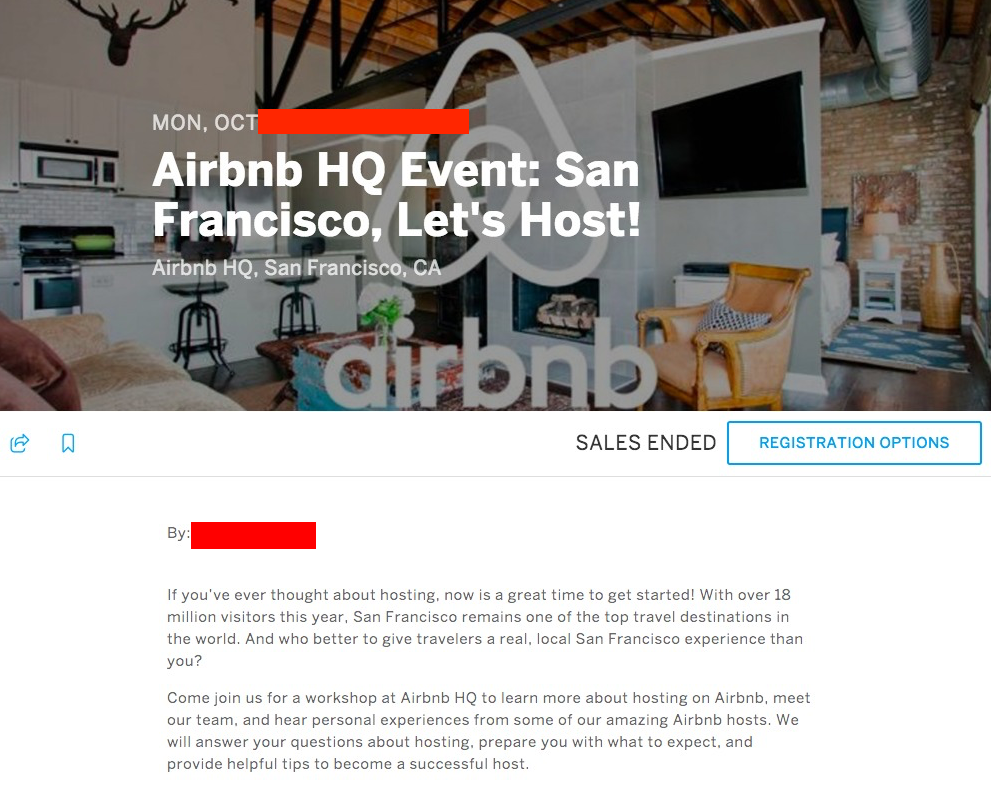 MON, OCT
Airbnb HQ Event: San
Francisco, Let's Host!
Airbnb HQ, San Francisco, CA
airbnb
SALES ENDED
REGISTRATION OPTIONS
By:
If you've ever thought about hosting, now is a great time to get started! With over 18
million visitors this year, San Francisco remains one of the top travel destinations in
the world. And who better to give travelers a real, local San Francisco experience than
you?
Come join us for a workshop at Airbnb HQ to learn more about hosting on Airbnb, meet
our team, and hear personal experiences from some of our amazing Airbnb hosts. We
will answer your questions about hosting, prepare you with what to expect, and
provide helpful tips to become a successful host.